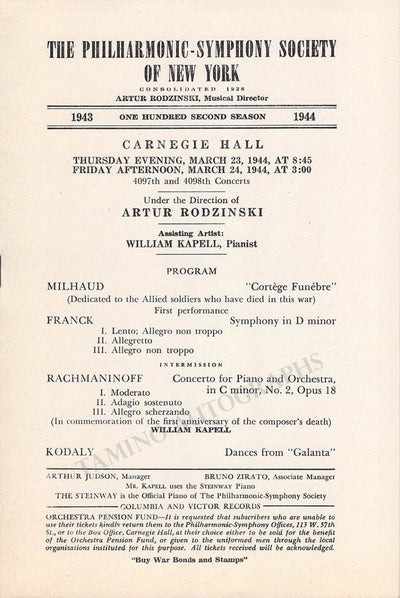 THE PHILHARMONIC-SYMPHONY SOCIETY
OF NEW YORK
CONSOLIDATED 1928
ARTUR RODZINSKI, Musical Director
1943 ONE HUNDRED SECOND SEASON 1944
CARNEGIE HALL
THURSDAY EVENING, MARCH 23, 1944, AT 8:45
FRIDAY AFTERNOON, MARCH 24, 1944, AT 3:00
4097th and 4098th Concerts
Under the Direction of
ARTUR RODZINSKI
Assisting Artist:
WILLIAM KAPELL, Pianist
PROGRAM
MILHAUD "Cortège Funébre"
(Dedicated to the Allied soldiers who have died in this war)
First performance
FRANCK Symphony in D minor
I. Lento; Allegro non troppo
II. Allegretto
III. Allegro non troppo
INTERMISSION
RACHMANINOFF Concerto for Piano and Orchestra,
in C minor, No. 2, Opus 18
I. Moderato
II. Adagio sostenuto
III. Allegro scherzando
(In commemoration of the first anniversary of the composer's death)
WILLIAM KAPELL
KODALY Dances from "Galanta"
TAMINO AUTOGRAPHS
ARTHUR JUDSON, Manager BRUNO ZIRATO, Associate Manager
MR. KAPELL uses the STEINWAY Piano
THE STEINWAY is the Official Piano of The Philharmonic-Symphony Society
COLUMBIA AND VICTOR RECORDS
ORCHESTRA PENSION FUND—It is requested that subscribers who are unable to
use their tickets kindly return them to the Philharmonic-Symphony Offices, 113 W. 57th
St., or to the Box Office, Carnegie Hall, at their choice either to be sold for the benefit
of the Orchestra Pension Fund, or given to the uniformed men through the local
organizations instituted for this purpose. All tickets received will be acknowledged.
"Buy War Bonds and Stamps"